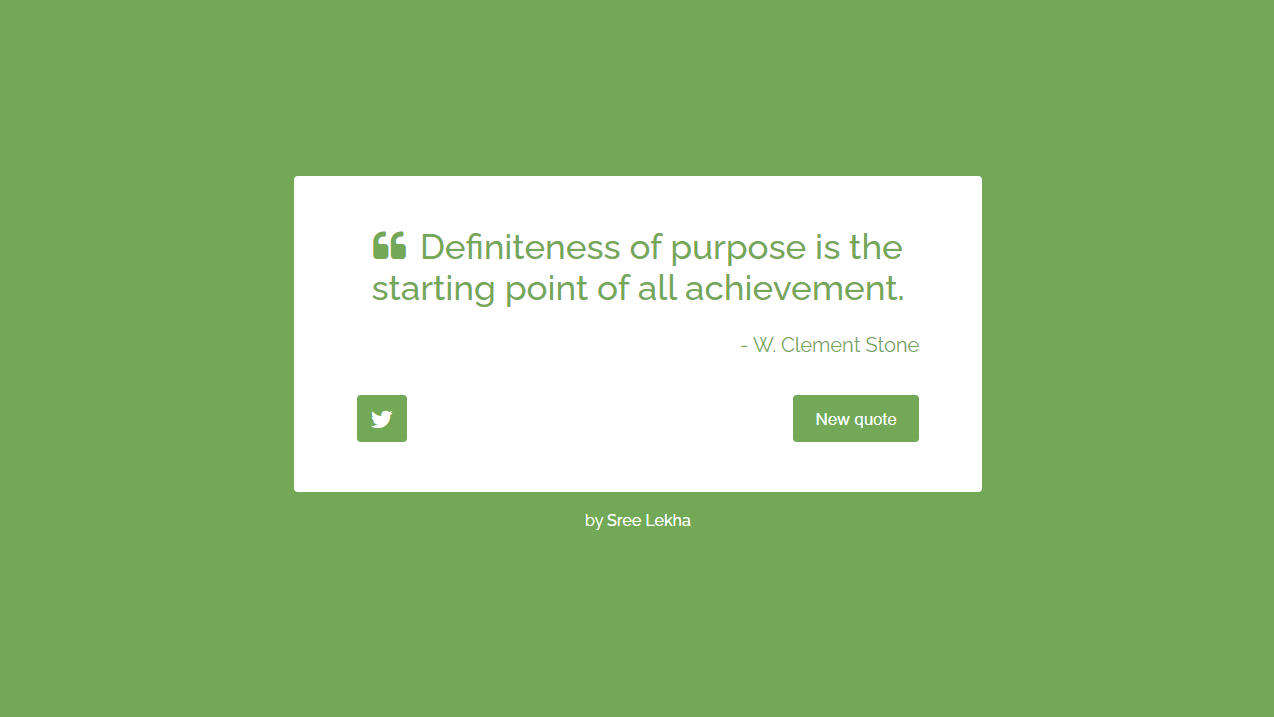 Definiteness of purpose is the
starting point of all achievement.
- W. Clement Stone
New quote
by Sree Lekha